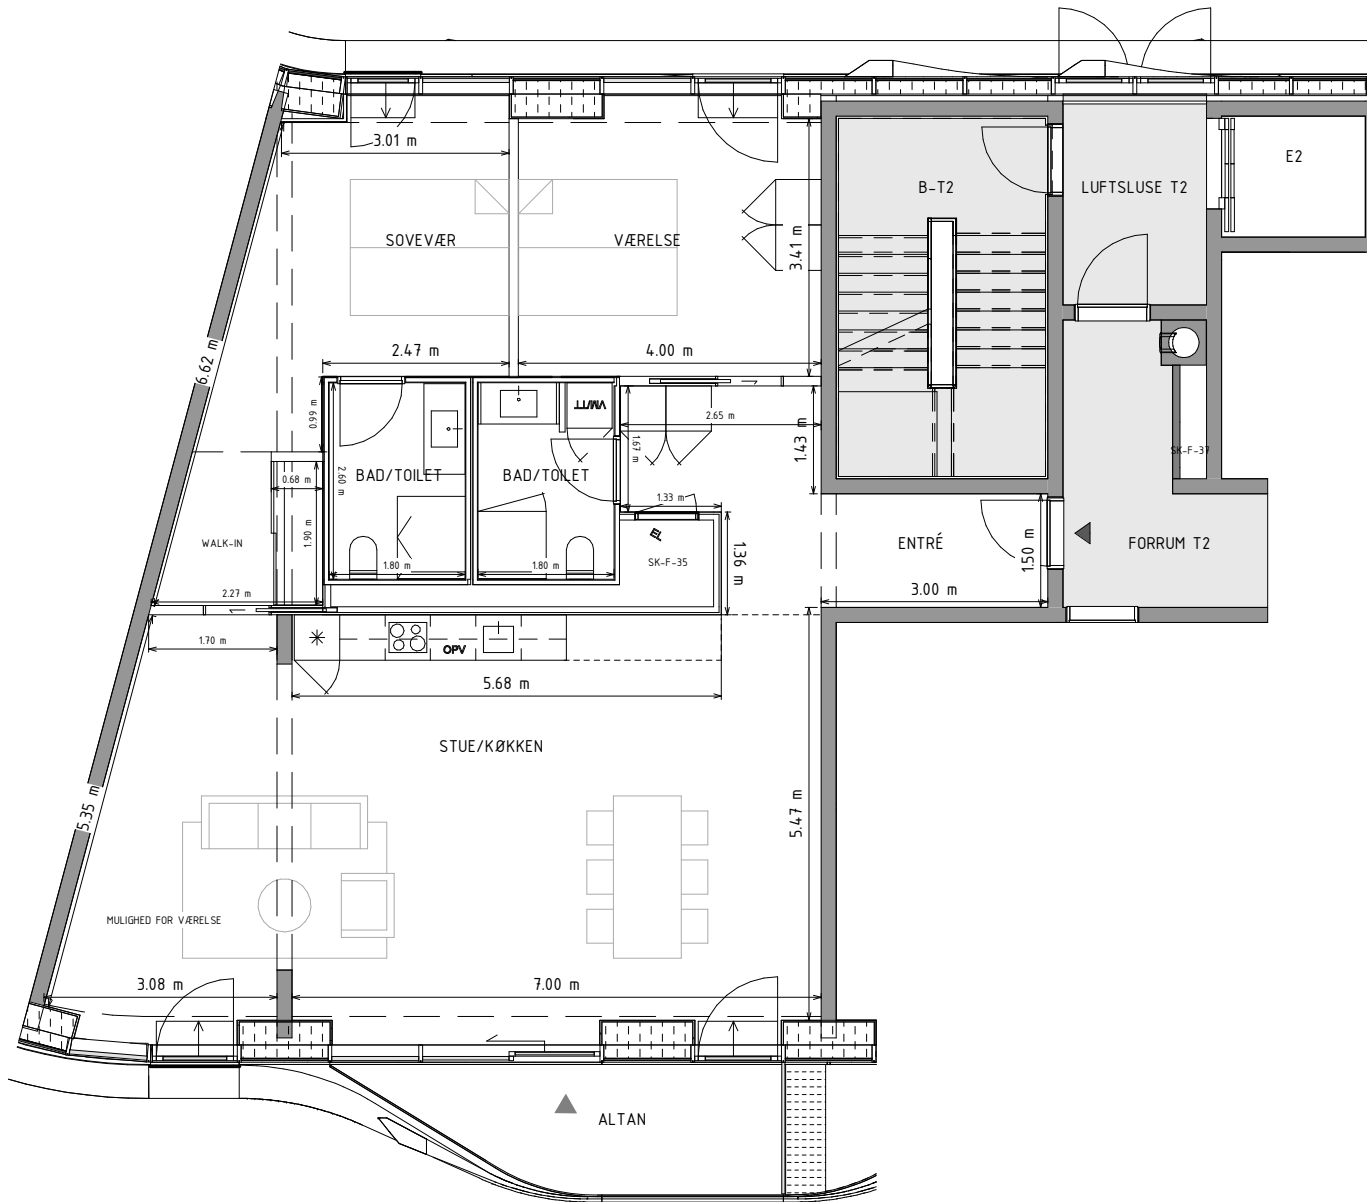 3.01 m
E2
B-T2
LUFTSLUSE T2
SOVEVÆR
VÆRELSE
3.41 m
6.62 m
2.47 m
4.00 m
0.99 m
VM/TT
2.65 m
1.67 m
1.43 m
SK-F-37
BAD/TOILET
BAD/TOILET
2.60 m
0.68 m
1.33 m
1.90 m
WALK-IN
EL
SK-F-35
1.36 m
ENTRÉ
1.50 m
FORRUM T2
1.80 m
1.80 m
2.27 m
3.00 m
1.70 m
OPV
5.68 m
STUE/KØKKEN
5.35 m
5.47 m
MULIGHED FOR VÆRELSE
3.08 m
7.00 m
ALTAN